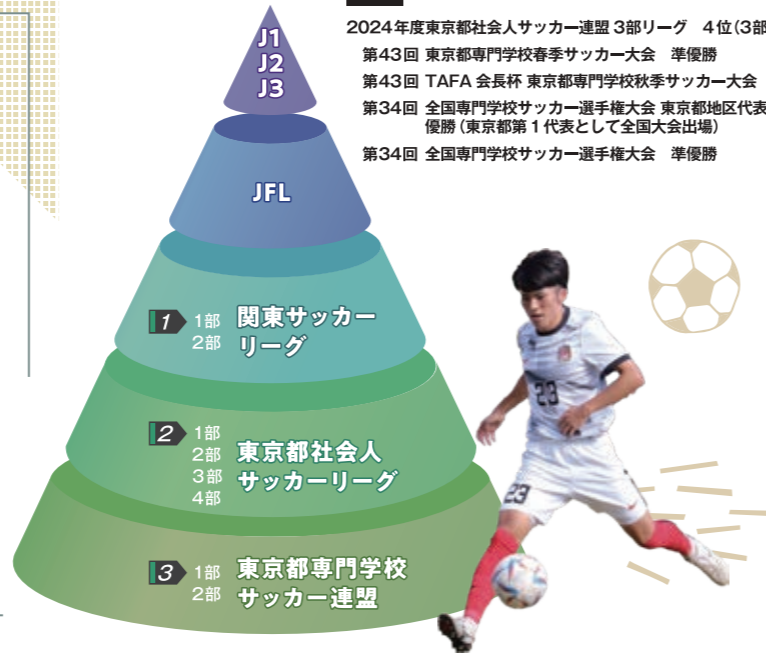 J1
J2
J3
JFL
1 1部
2部
関東サッカー
リーグ
2 1部
2部
3部
4部
東京都社会人
サッカーリーグ
3 1部
2部
東京都専門学校
サッカー連盟
2024年度東京都社会人サッカー連盟 3部リーグ 4位(3部
第43回 東京都専門学校春季サッカー大会 準優勝
第43回 TAFA 会長杯 東京都専門学校秋季サッカー大会
第34回 全国専門学校サッカー選手権大会 東京都地区代表
優勝(東京都第1代表として全国大会出場)
第34回 全国専門学校サッカー選手権大会 準優勝
23
23